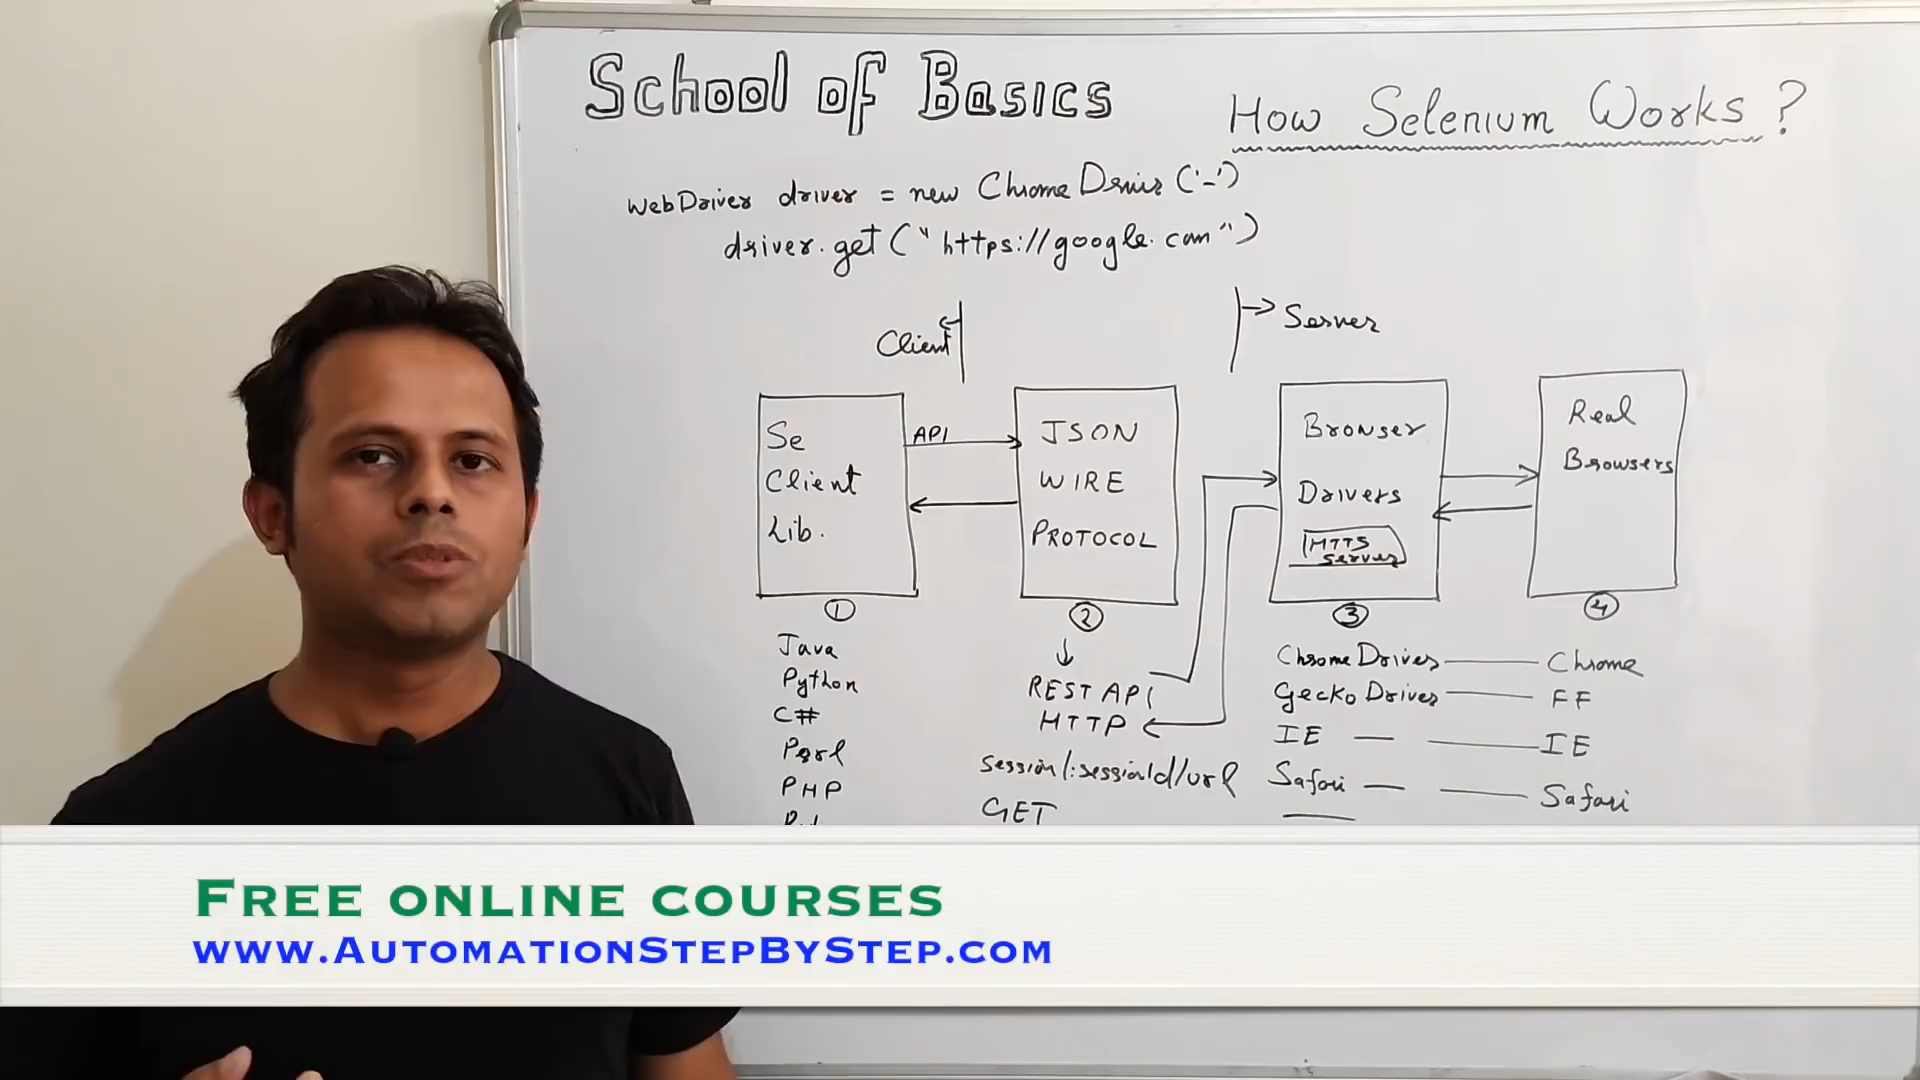 School of Basics
How Selenium Works ?
WebDriver driver = new ChromeDriver ('-')
driver.get ("https://google.com")
Client
Server
Se
Client
Lib.
API
JSON
WIRE
PROTOCOL
Browser
Drivers
HTTS
server
Real
Browsers
1
2
3
4
Java
Python
C#
Perl
PHP
REST API
HTTP
session/:sessionId/url
GET
ChromeDriver
GeckoDriver
IE
Safari
Chrome
FF
IE
Safari
FREE ONLINE COURSES
www.AutomationStepByStep.com